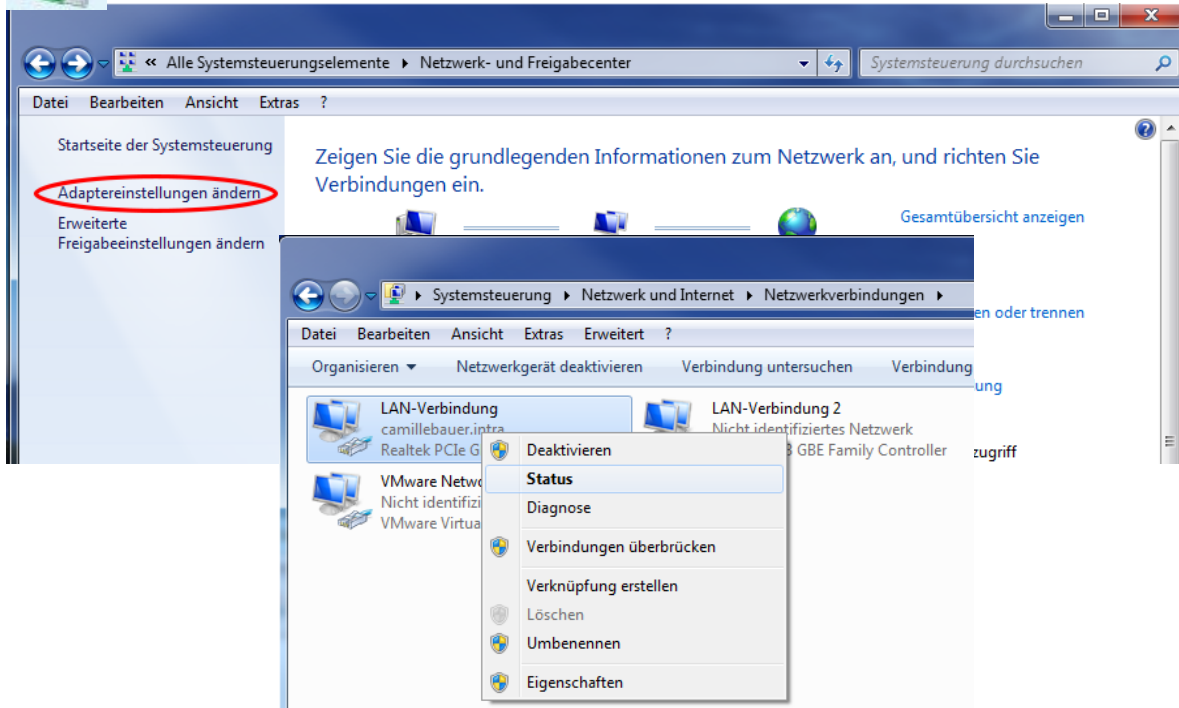 « Alle Systemsteuerungselemente ▸ Netzwerk- und Freigabecenter
Systemsteuerung durchsuchen
Datei Bearbeiten Ansicht Extras ?
Startseite der Systemsteuerung
Adaptereinstellungen ändern
Erweiterte
Freigabeeinstellungen ändern
Zeigen Sie die grundlegenden Informationen zum Netzwerk an, und richten Sie
Verbindungen ein.
Gesamtübersicht anzeigen
en oder trennen
ung
zugriff
▸ Systemsteuerung ▸ Netzwerk und Internet ▸ Netzwerkverbindungen ▸
Datei Bearbeiten Ansicht Extras Erweitert ?
Organisieren Netzwerkgerät deaktivieren Verbindung untersuchen Verbindung
LAN-Verbindung
camillebauer.intra
Realtek PCIe G
LAN-Verbindung 2
Nicht identifiziertes Netzwerk
GBE Family Controller
VMware Netwo
Nicht identifizi
VMware Virtua
Deaktivieren
Status
Diagnose
Verbindungen überbrücken
Verknüpfung erstellen
Löschen
Umbenennen
Eigenschaften